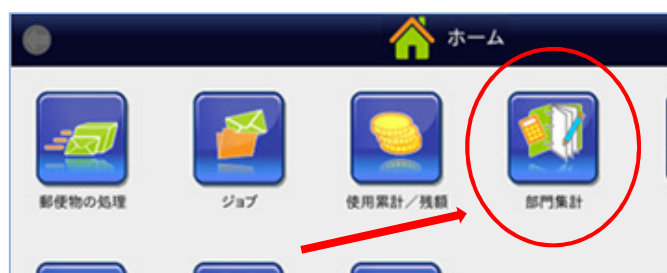 ホーム
郵便物の処理
ジョブ
使用累計／残額
部門集計